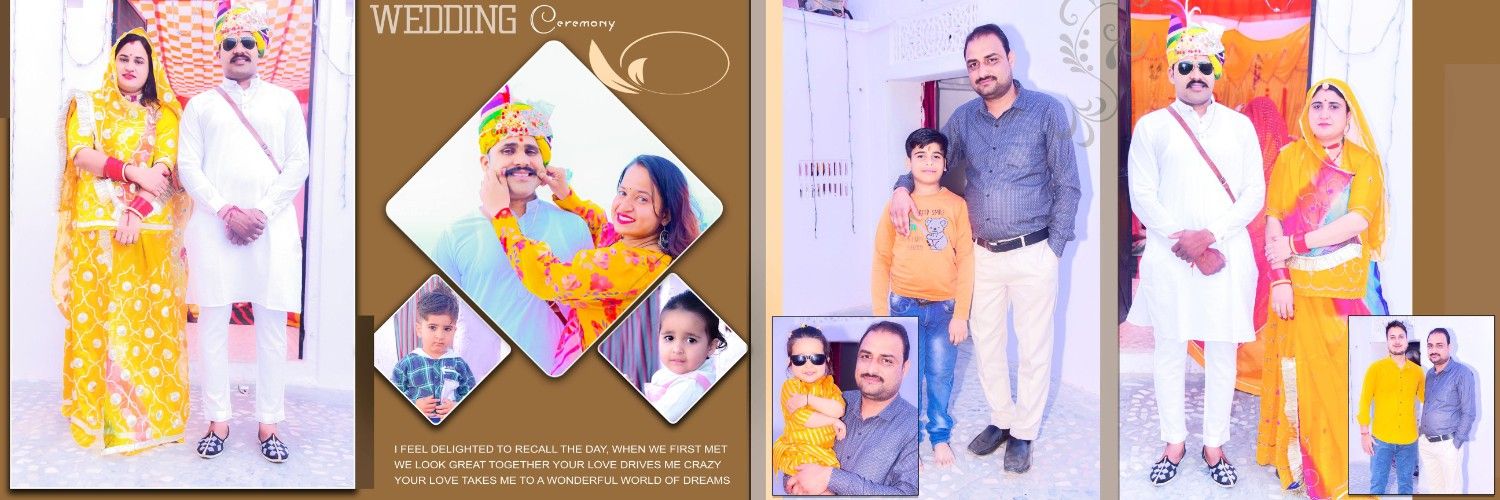 WEDDING Ceremony
I FEEL DELIGHTED TO RECALL THE DAY, WHEN WE FIRST MET
WE LOOK GREAT TOGETHER YOUR LOVE DRIVES ME CRAZY
YOUR LOVE TAKES ME TO A WONDERFUL WORLD OF DREAMS